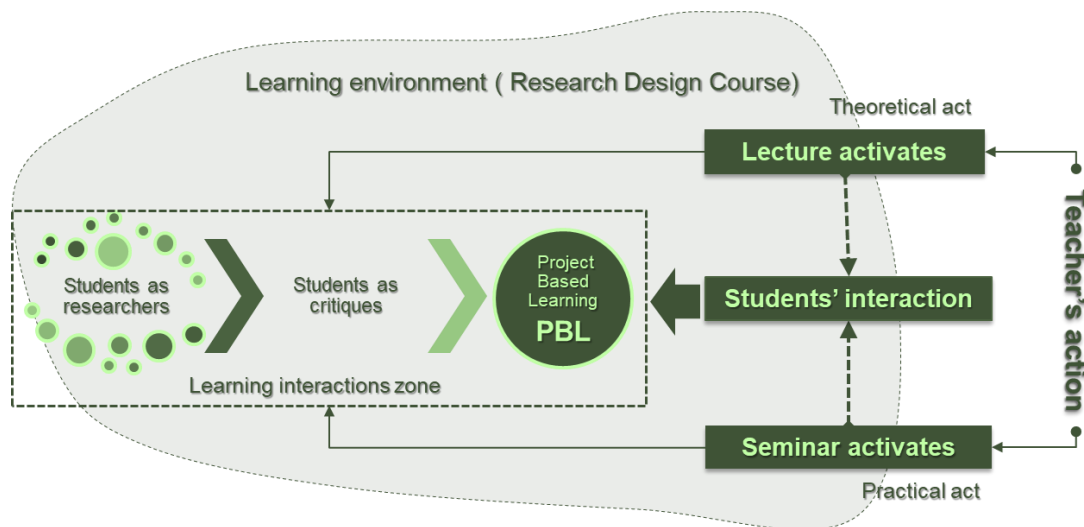 Learning environment ( Research Design Course)
Theoretical act
Lecture activates
Students as
researchers
Students as
critiques
Project
Based
Learning
PBL
Students’ interaction
Teacher's action
Learning interactions zone
Seminar activates
Practical act